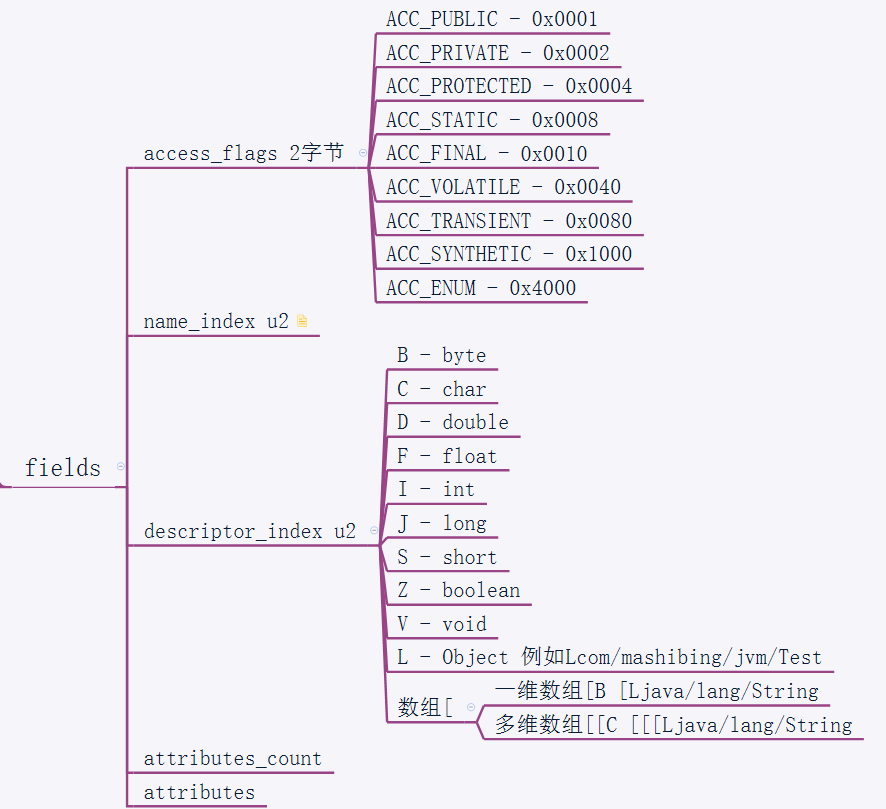 fields
access_flags 2字节
ACC_PUBLIC - 0x0001
ACC_PRIVATE - 0x0002
ACC_PROTECTED - 0x0004
ACC_STATIC - 0x0008
ACC_FINAL - 0x0010
ACC_VOLATILE - 0x0040
ACC_TRANSIENT - 0x0080
ACC_SYNTHETIC - 0x1000
ACC_ENUM - 0x4000
name_index u2
descriptor_index u2
B - byte
C - char
D - double
F - float
I - int
J - long
S - short
Z - boolean
V - void
L - Object 例如Lcom/mashibing/jvm/Test
数组[
一维数组[B [Ljava/lang/String
多维数组[[C [[[Ljava/lang/String
attributes_count
attributes